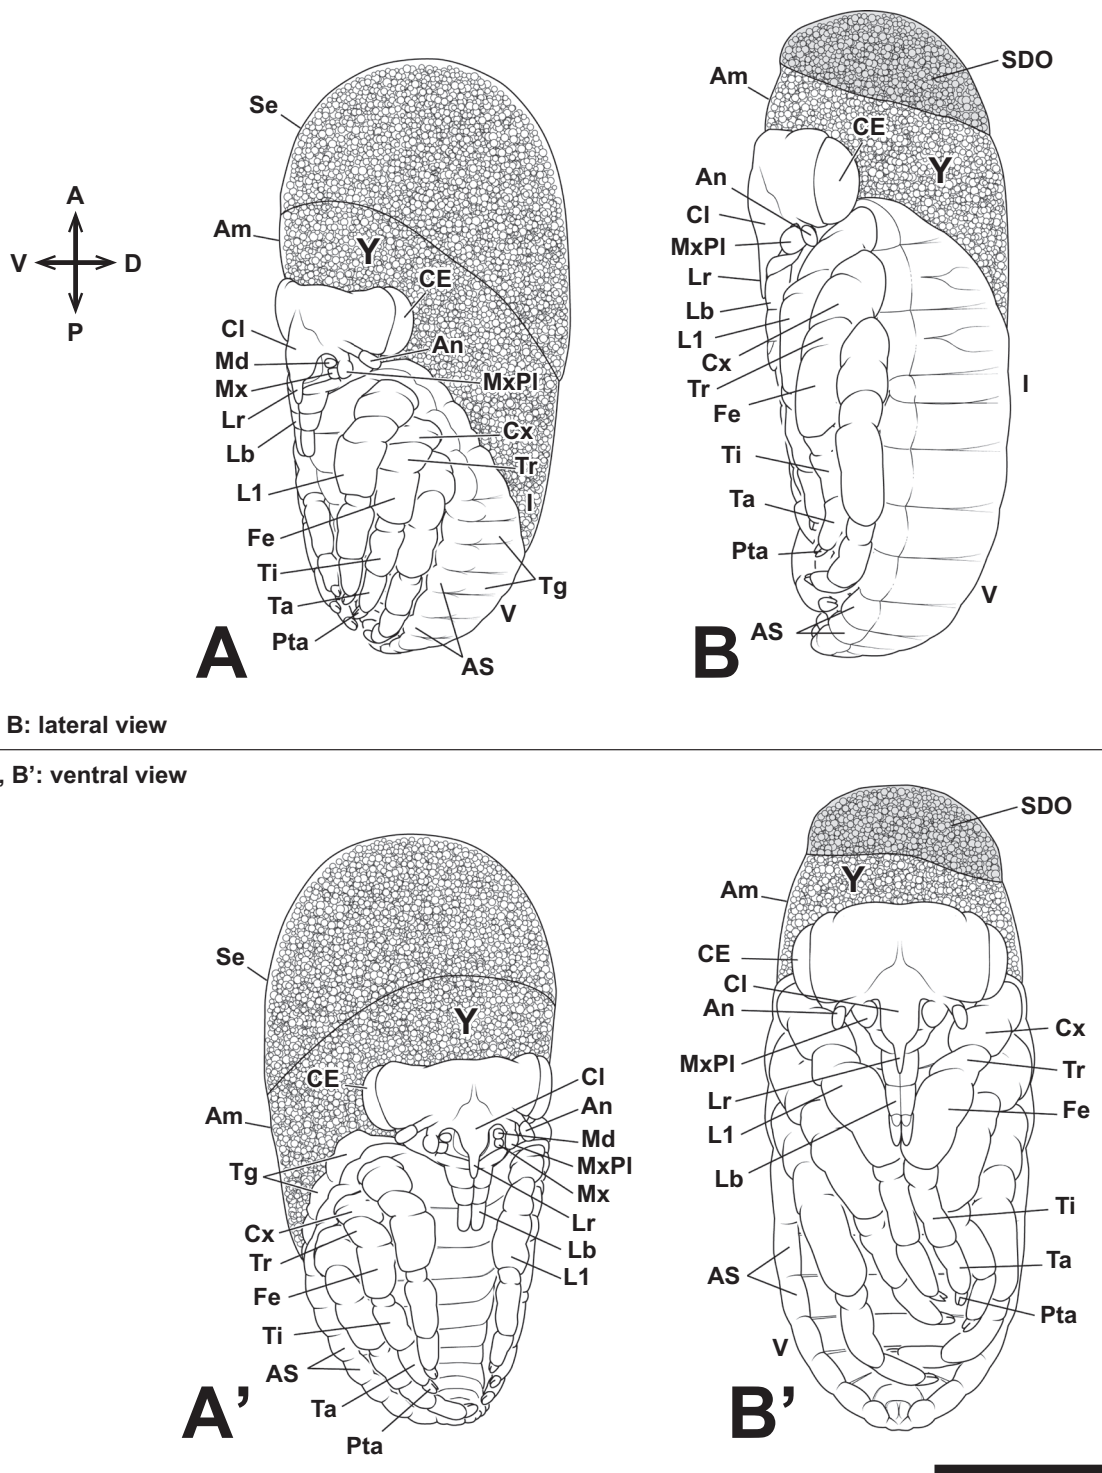 A
V
D
P
Se
Am
Y
CE
Cl
Md
Mx
Lr
Lb
L1
Fe
Ti
Ta
Pta
An
MxPl
Cx
Tr
I
Tg
V
AS
A
SDO
Am
CE
Y
An
Cl
MxPl
Lr
Lb
L1
Cx
Tr
Fe
Ti
Ta
Pta
AS
I
V
B
B: lateral view
, B’: ventral view
Se
Y
CE
Am
Tg
Cx
Tr
Fe
Ti
AS
Ta
Pta
Cl
An
Md
MxPl
Mx
Lr
Lb
L1
A’
SDO
Y
Am
CE
Cl
An
MxPl
Lr
L1
Lb
AS
V
Cx
Tr
Fe
Ti
Ta
Pta
B’